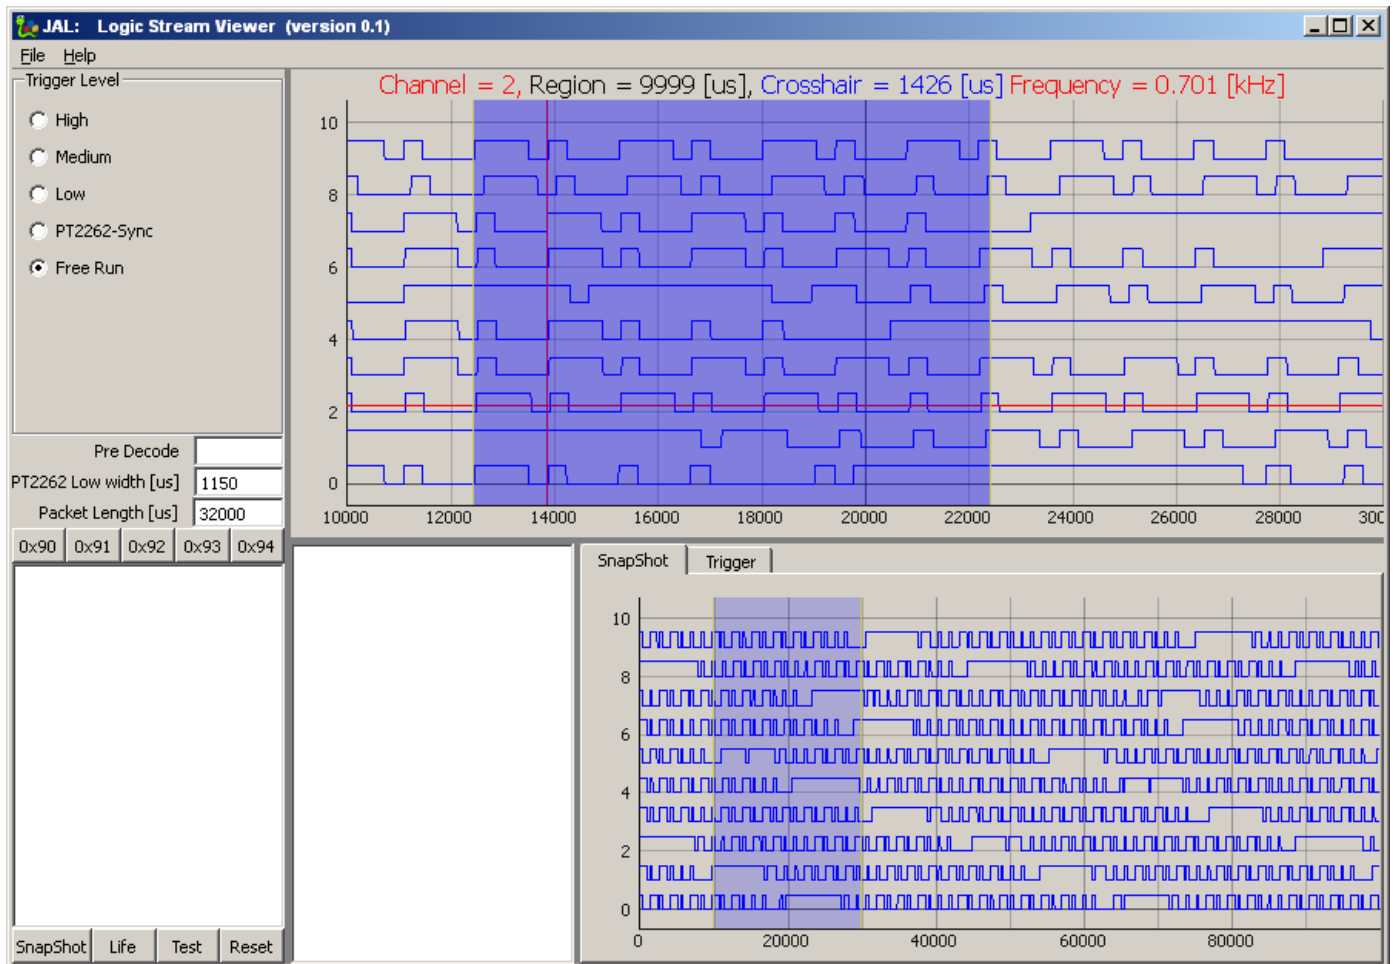 JAL: Logic Stream Viewer (version 0.1)
File Help
Trigger Level
High
Medium
Low
PT2262-Sync
Free Run
Pre Decode
PT2262 Low width [us] 1150
Packet Length [us] 32000
0x90 0x91 0x92 0x93 0x94
SnapShot Life Test Reset
Channel = 2, Region = 9999 [us], Crosshair = 1426 [us] Frequency = 0.701 [kHz]
10
8
6
4
2
0
10000 12000 14000 16000 18000 20000 22000 24000 26000 28000 300
SnapShot Trigger
10
8
6
4
2
0
0 20000 40000 60000 80000